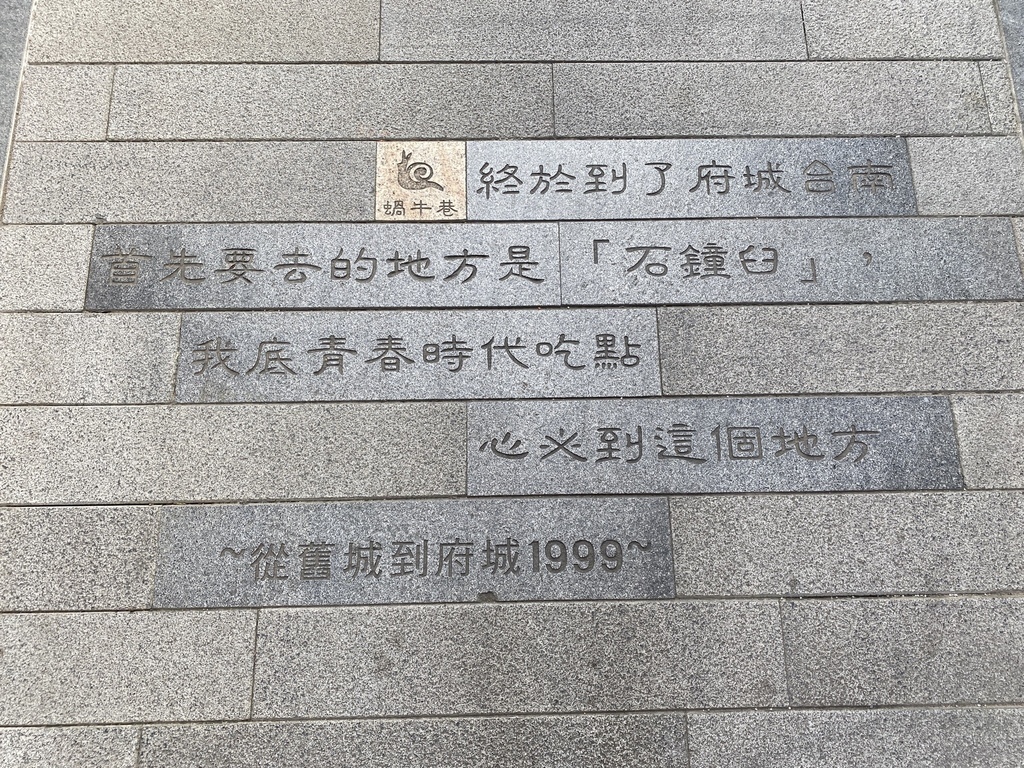 蝸牛巷
終於到了府城台南
首先要去的地方是「石鐘臼」，
我底青春時代吃點
心必到這個地方
~從舊城到府城1999~